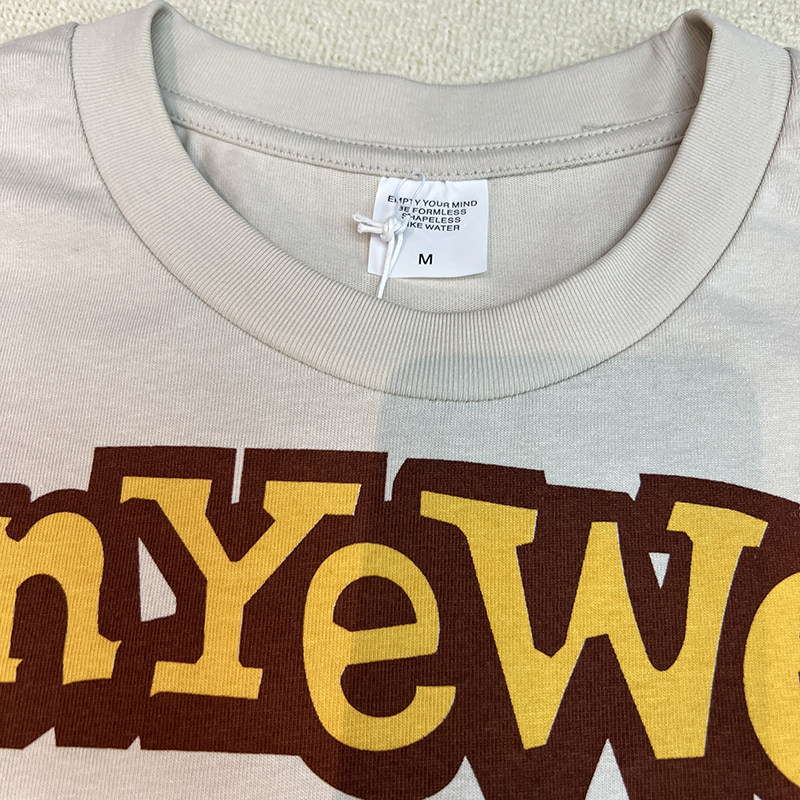 EMPTY YOUR MIND
BE FORMLESS
SHAPELESS
LIKE WATER
M
nYeWe